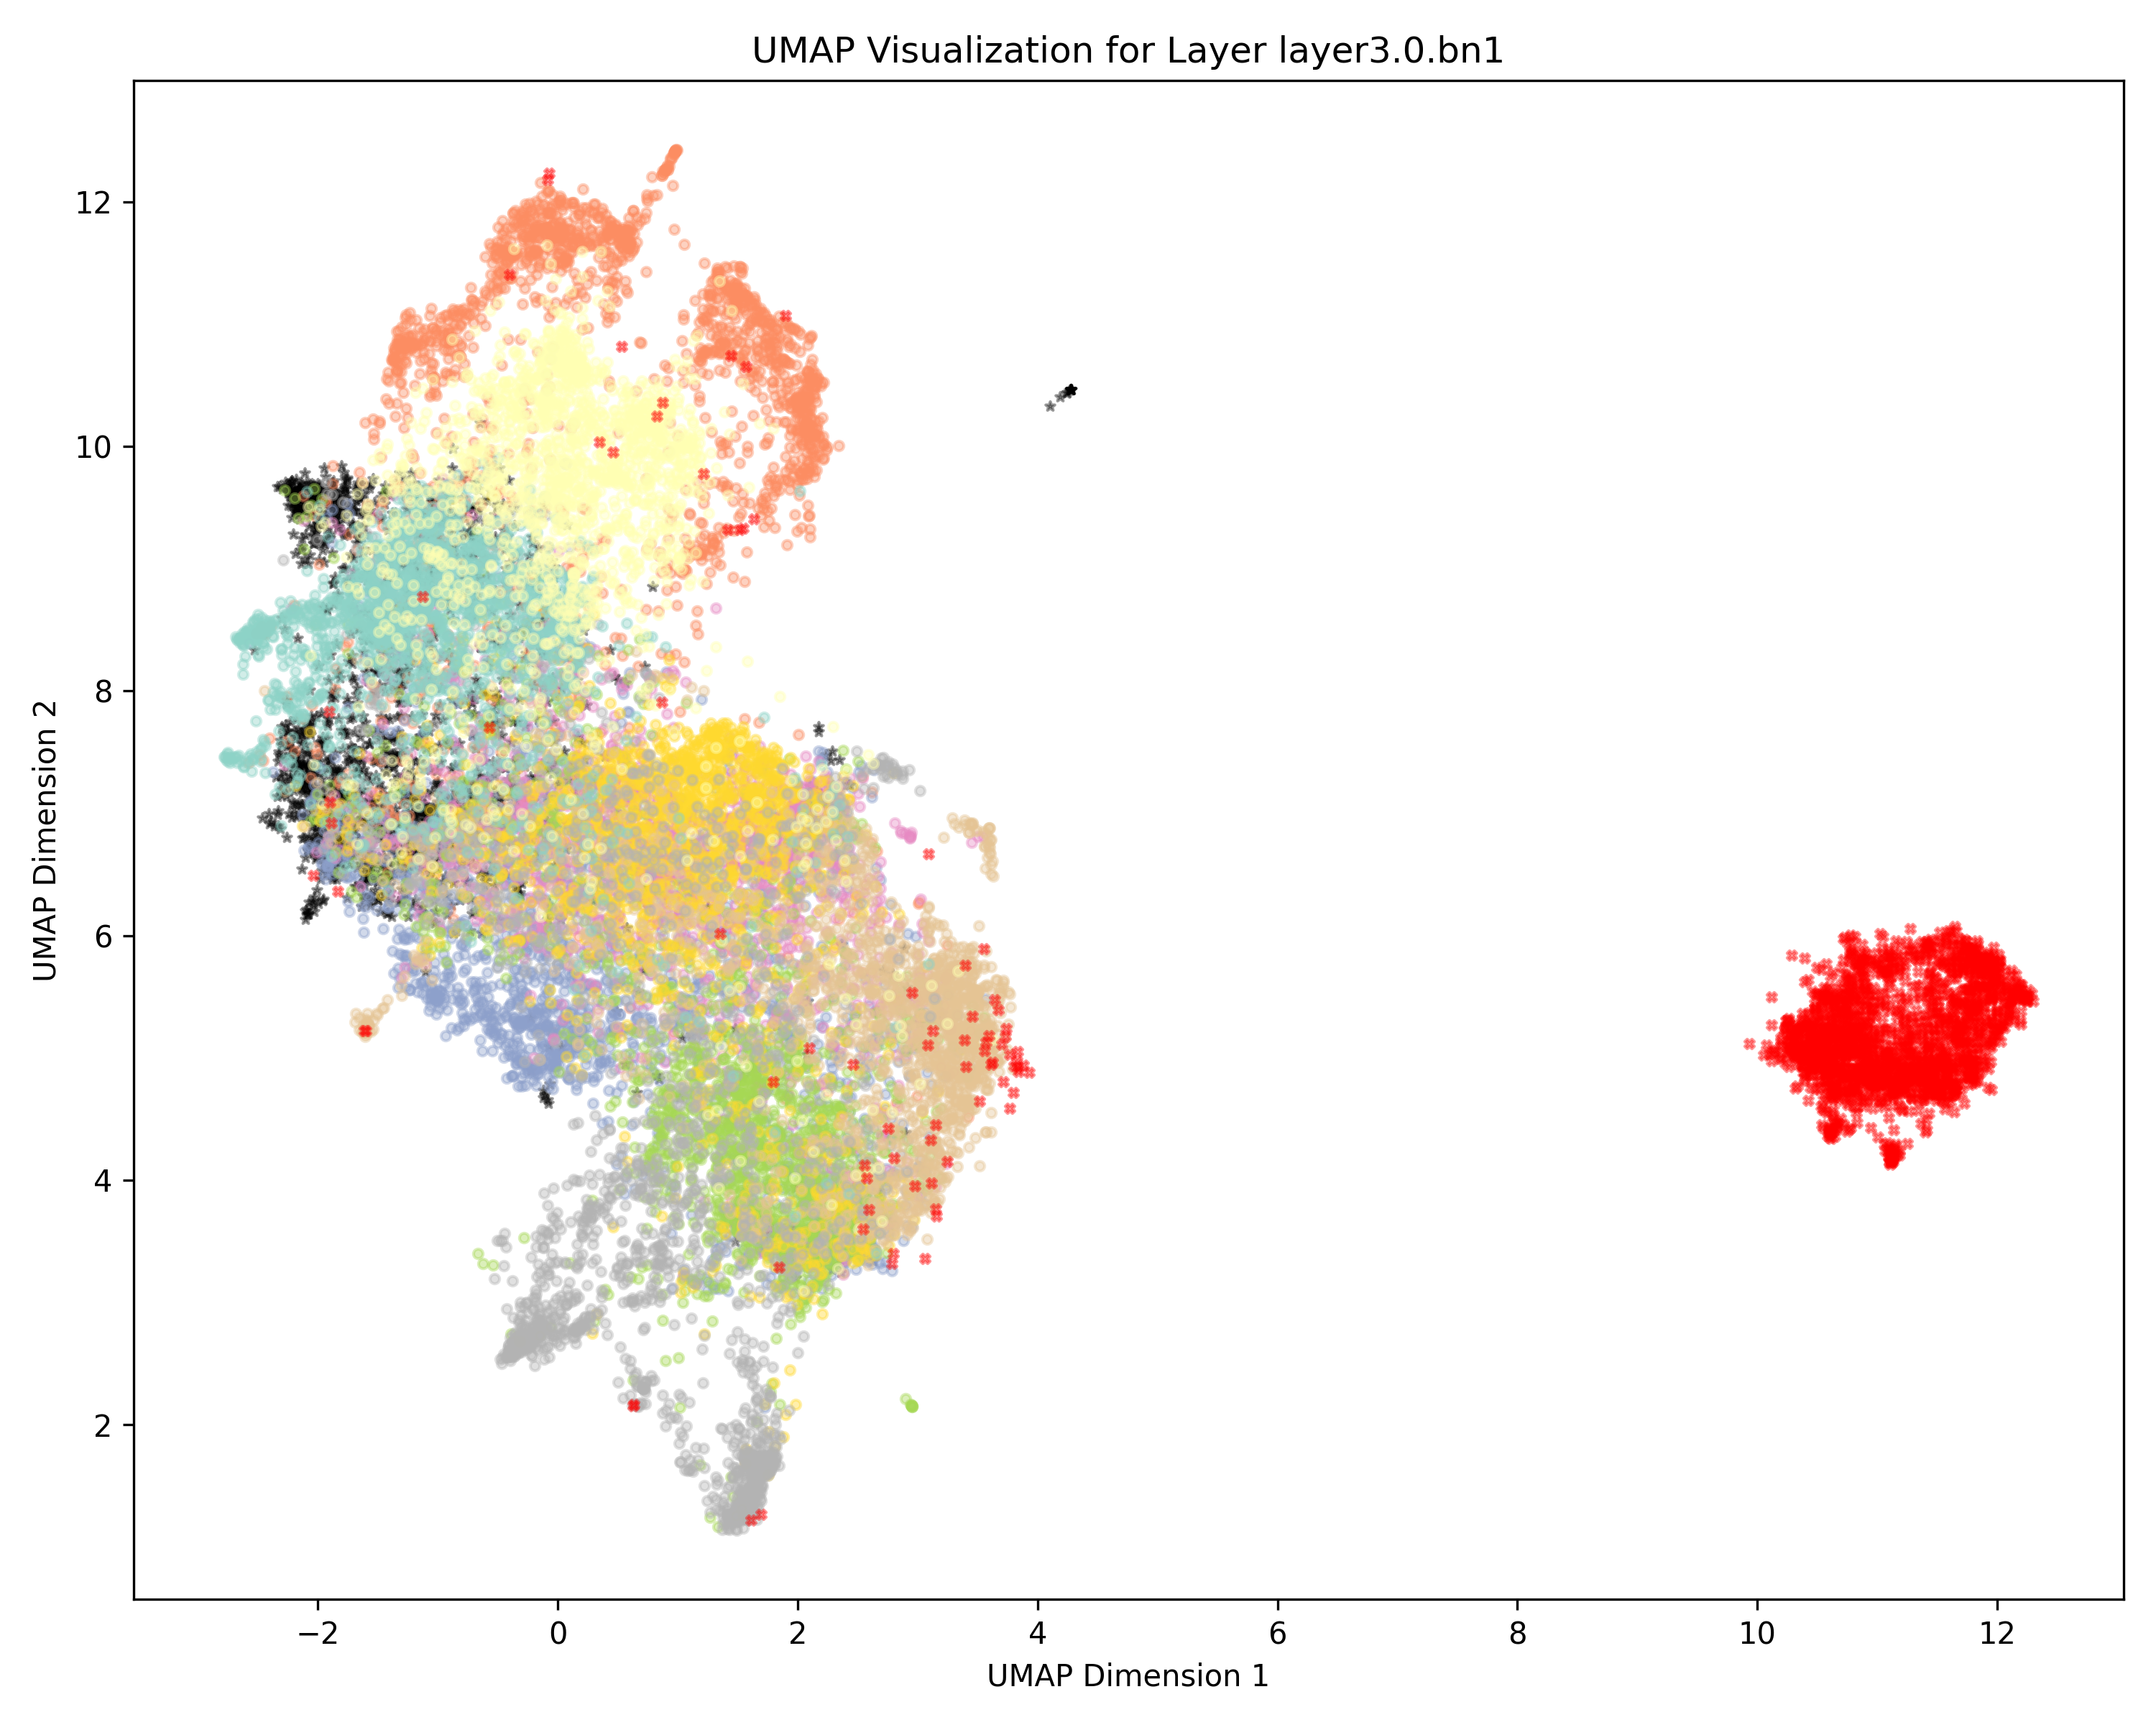 UMAP Visualization for Layer layer3.0.bn1
UMAP Dimension 2
12
10
8
6
4
2
−2 0 2 4 6 8 10 12
UMAP Dimension 1